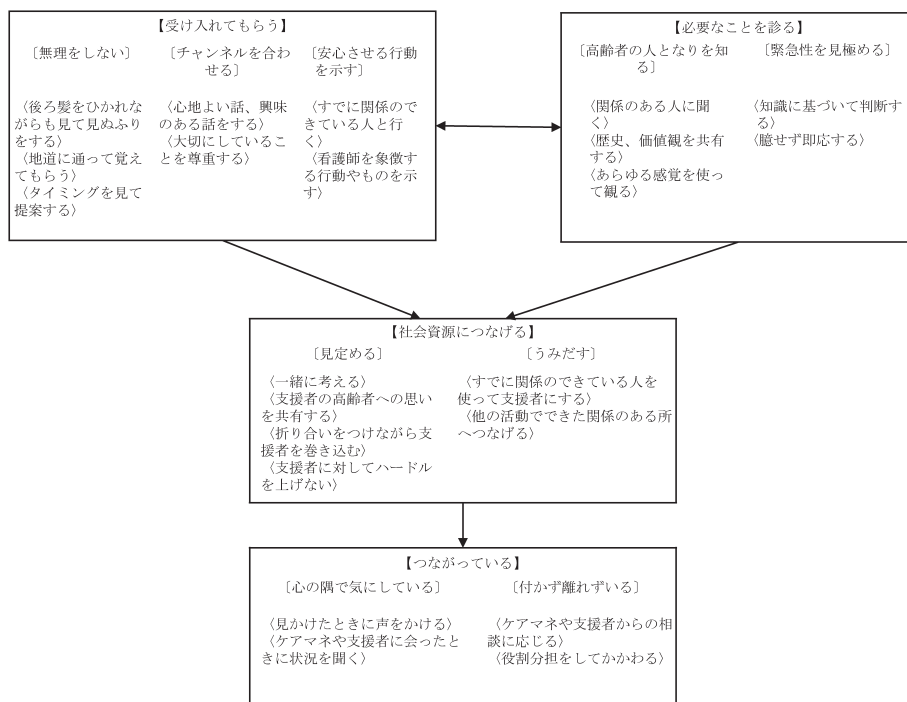 【受け入れてもらう】
［無理をしない］
［チャンネルを合わ
せる］
［安心させる行動
を示す］
〈後ろ髪をひかれな
がらも見て見ぬふり
をする〉
〈地道に通って覚え
てもらう〉
〈タイミングを見て
提案する〉
〈心地よい話、興味
のある話をする〉
〈大切にしているこ
とを尊重する〉
〈すでに関係ので
きている人と行
く〉
〈看護師を象徴す
る行動やものを示
す〉
【必要なことを診る】
［高齢者の人となりを知
る］
［緊急性を見極める］
〈関係のある人に聞
く〉
〈歴史、価値観を共有
する〉
〈あらゆる感覚を使っ
て観る〉
〈知識に基づいて判断す
る〉
〈臆せず即応する〉
【社会資源につなげる】
［見定める］
［うみだす］
〈一緒に考える〉
〈支援者の高齢者への思い
を共有する〉
〈折り合いをつけながら支
援者を巻き込む〉
〈支援者に対してハードル
を上げない〉
〈すでに関係のできている人を
使って支援者にする〉
〈他の活動でできた関係のある所
へつなげる〉
【つながっている】
［心の隅で気にしている］
［付かず離れずいる］
〈見かけたときに声をかける〉
〈ケアマネや支援者に会ったと
きに状況を聞く〉
〈ケアマネや支援者からの相
談に応じる〉
〈役割分担をしてかかわる〉